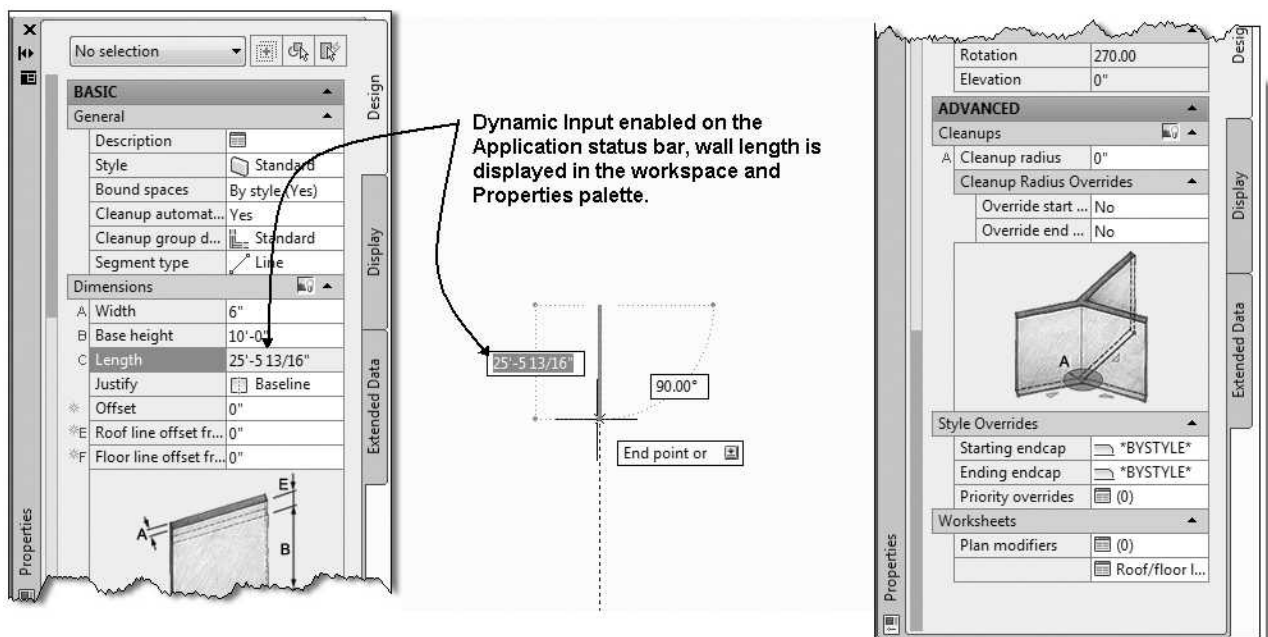 No selection
BASIC
General
Description
Style Standard
Bound spaces By style (Yes)
Cleanup automat... Yes
Cleanup group d... Standard
Segment type Line
Dimensions
A Width 6"
B Base height 10'-0"
C Length 25'-5 13/16"
Justify Baseline
Offset 0"
E Roof line offset fr... 0"
F Floor line offset fr... 0"
A
E
B
Design
Display
Extended Data
Properties
Dynamic Input enabled on the
Application status bar, wall length is
displayed in the workspace and
Properties palette.
25'-5 13/16"
90.00°
End point or
Rotation 270.00
Elevation 0"
ADVANCED
Cleanups
A Cleanup radius 0"
Cleanup Radius Overrides
Override start ... No
Override end ... No
A
Style Overrides
Starting endcap *BYSTYLE*
Ending endcap *BYSTYLE*
Priority overrides (0)
Worksheets
Plan modifiers (0)
Roof/floor l...
Desig
Display
Extended Data
Properties